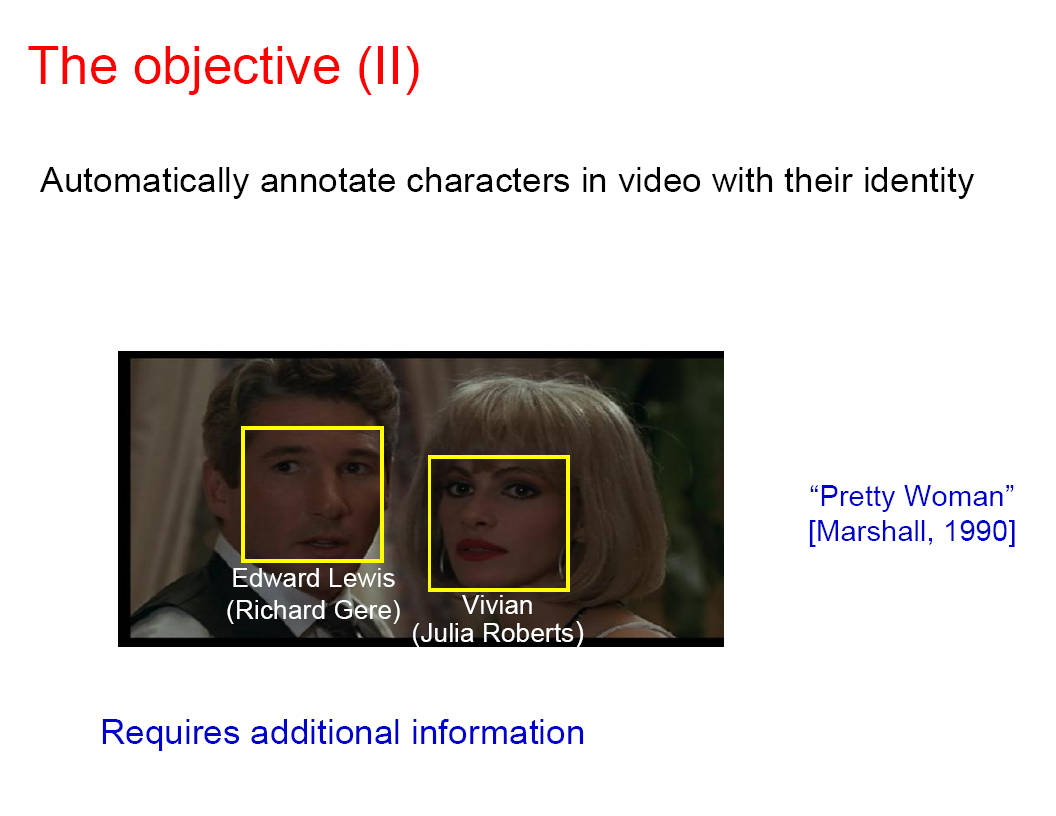 The objective (II)
Automatically annotate characters in video with their identity
“Pretty Woman”
[Marshall, 1990]
Edward Lewis
(Richard Gere)
Vivian
(Julia Roberts)
Requires additional information